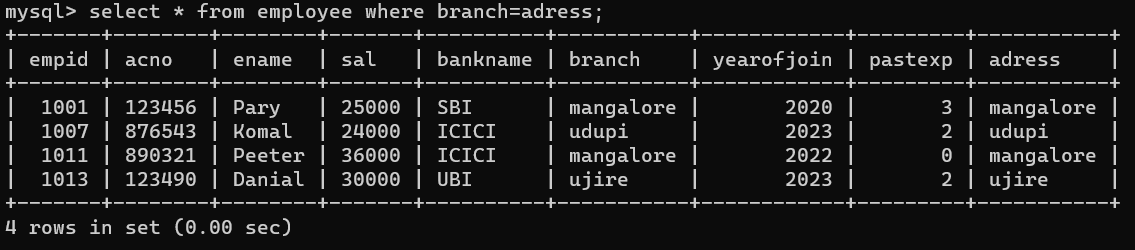 mysql> select * from employee where branch=adress;
+-------+--------+--------+-------+----------+-----------+------------+---------+-----------+
| empid | acno   | ename  | sal   | bankname | branch    | yearofjoin | pastexp | adress    |
+-------+--------+--------+-------+----------+-----------+------------+---------+-----------+
|  1001 | 123456 | Pary   | 25000 | SBI      | mangalore |       2020 |       3 | mangalore |
|  1007 | 876543 | Komal  | 24000 | ICICI    | udupi     |       2023 |       2 | udupi     |
|  1011 | 890321 | Peeter | 36000 | ICICI    | mangalore |       2022 |       0 | mangalore |
|  1013 | 123490 | Danial | 30000 | UBI      | ujire     |       2023 |       2 | ujire     |
+-------+--------+--------+-------+----------+-----------+------------+---------+-----------+
4 rows in set (0.00 sec)